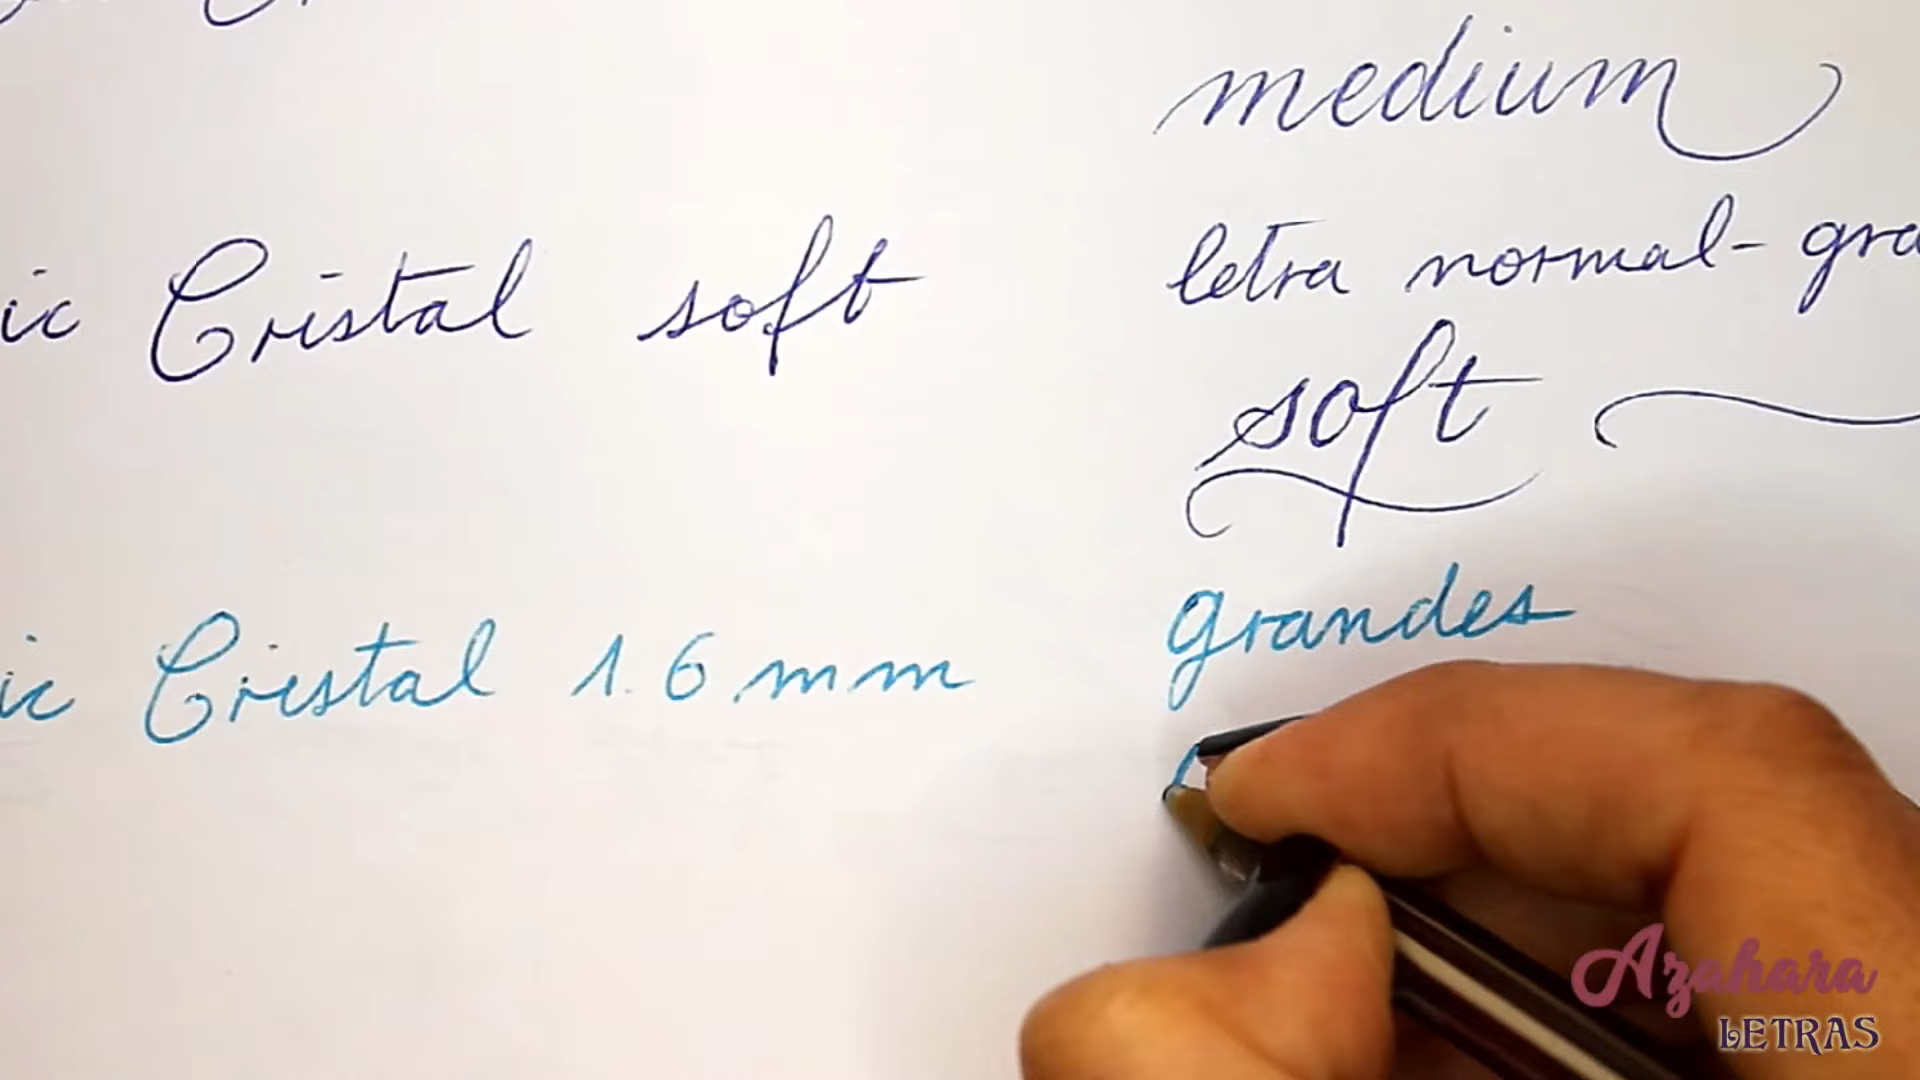 medium
letra normal- gra
ic Cristal soft
soft
grandes
ic Cristal 1.6 mm
Azahara
LETRAS